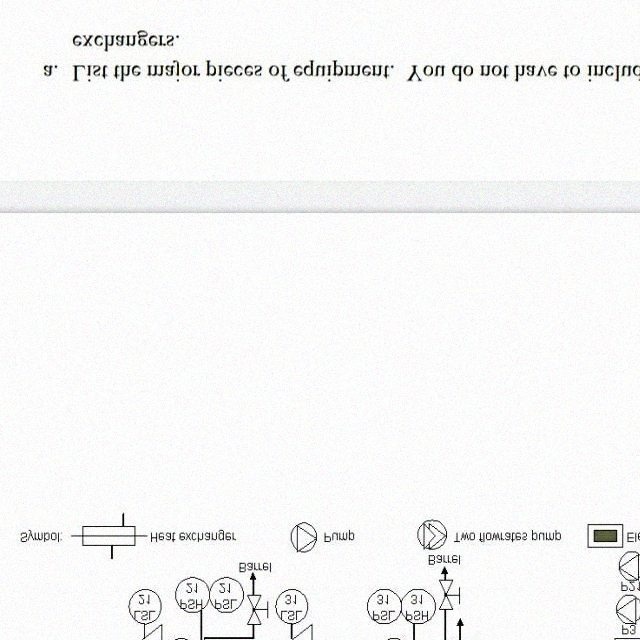 P3
LSL
21
PSH
21
PSL
21
LSL
31
PSL
31
PSH
31
Barrel
Barrel
Symbol:
Heat exchanger
Pump
Two flowrates pump
a. List the major pieces of equipment. You do not have to includ
exchangers.